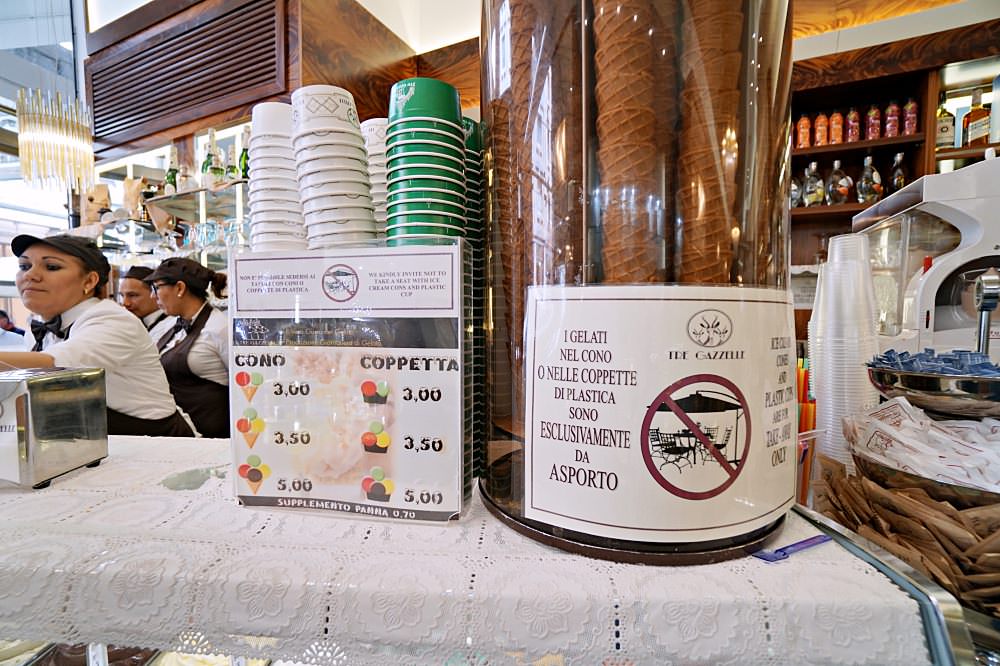 NON E' POSSIBILE SEDERSI AI
TAVOLI CON CONI O
COPPETTE DI PLASTICA
WE KINDLY INVITE NOT TO
TAKE A SEAT WITH ICE
CREAM CONES AND PLASTIC
CUP
CONO COPPETTA
3,00 3,00
3,50 3,50
5,00 5,00
SUPPLEMENTO PANNA 0,70
I GELATI
NEL CONO
O NELLE COPPETTE
DI PLASTICA
SONO
ESCLUSIVAMENTE
DA
ASPORTO
TRE GAZZELLE
CONES
AND
PLASTIC CUPS
ARE FOR
TAKE-AWAY
ONLY